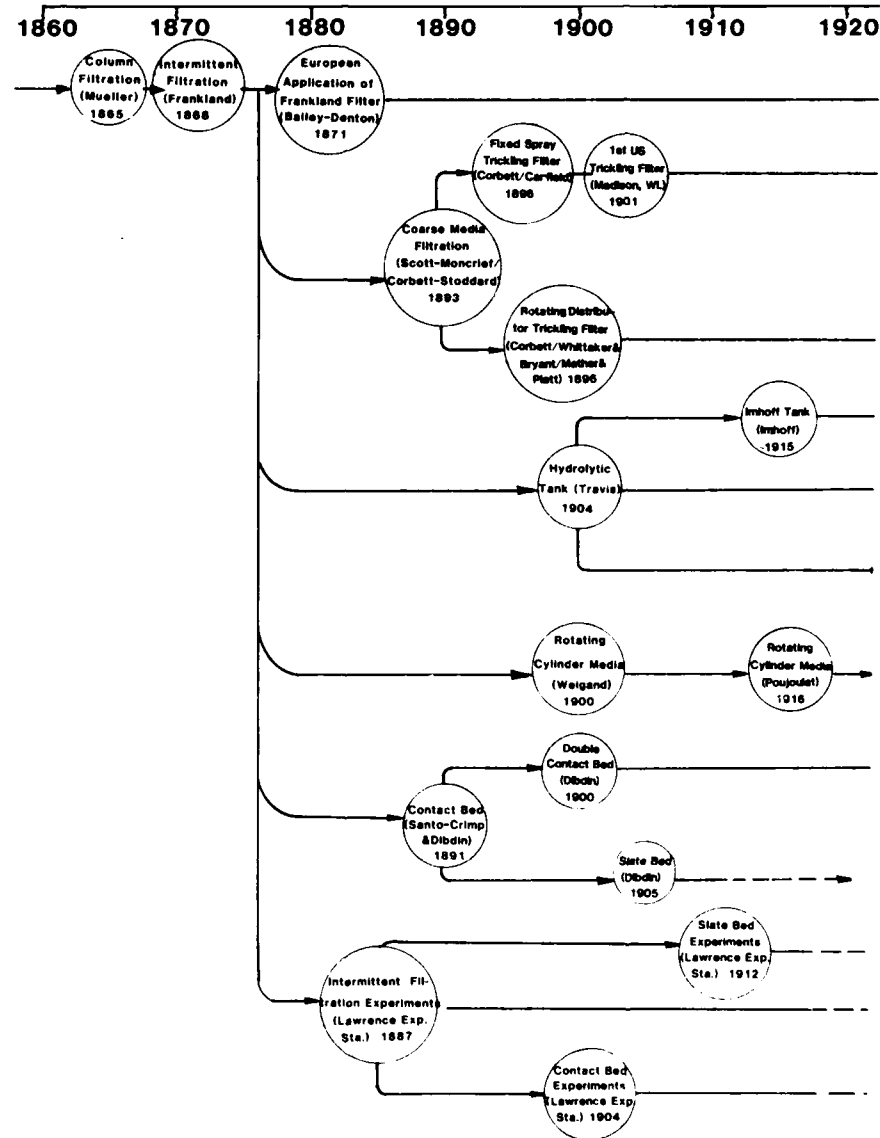 1860 1870 1880 1890 1900 1910 1920
Column
Filtration
(Mueller)
1865
Intermittent
Filtration
(Frankland)
1868
European
Application of
Frankland Filter
(Bailey-Denton)
1871
Fixed Spray
Trickling Filter
(Corbett/Carfield)
1896
1st US
Trickling Filter
(Madison, WI.)
1901
Coarse Media
Filtration
(Scott-Moncrief/
Corbett-Stoddard)
1893
Rotating Distribu-
tor Trickling Filter
(Corbett/Whittaker&
Bryant/Mather&
Platt) 1896
Imhoff Tank
(Imhoff)
1915
Hydrolytic
Tank (Travis)
1904
Rotating
Cylinder Media
(Weigand)
1900
Rotating
Cylinder Media
(Poujoulet)
1916
Double
Contact Bed
(Dibdin)
1900
Contact Bed
(Santo-Crimp
&Dibdin)
1891
Slate Bed
(Dibdin)
1905
Slate Bed
Experiments
(Lawrence Exp.
Sta.) 1912
Intermittent Fil-
tration Experiments
(Lawrence Exp.
Sta.) 1887
Contact Bed
Experiments
(Lawrence Exp
Sta.) 1904